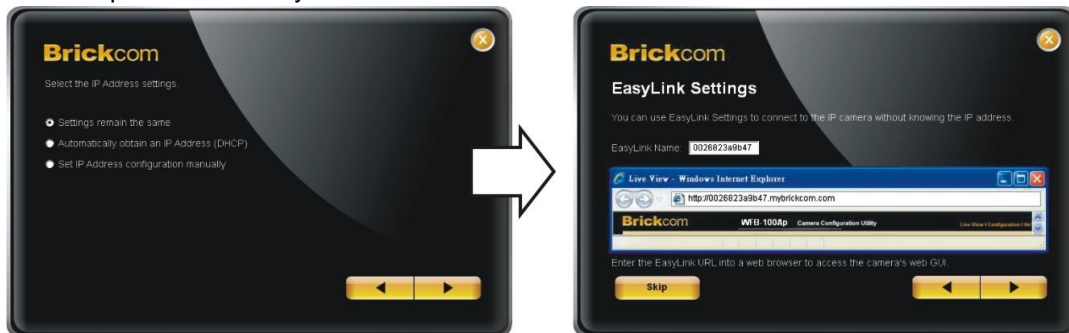 Brickcom
Select the IP Address settings.
Settings remain the same
Automatically obtain an IP Address (DHCP)
Set IP Address configuration manually
Brickcom
EasyLink Settings
You can use EasyLink Settings to connect to the IP camera without knowing the IP address.
EasyLink Name: 0026823a9b47
Live View - Windows Internet Explorer
http://0026823a9b47.mybrickcom.com
Brickcom WFB-100Ap Camera Configuration Utility Live View | Configuration |
Enter the EasyLink URL into a web browser to access the camera's web GUI.
Skip